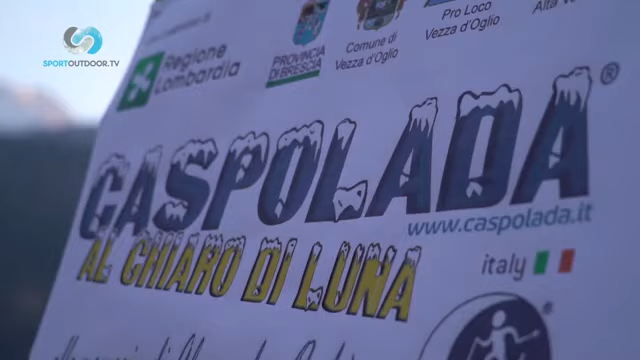 SPORTOUTDOOR.TV
Regione
Lombardia
PROVINCIA
DI BRESCIA
Comune di
Vezza d'Oglio
Pro Loco
Vezza d'Oglio
Alta
®
CASPOLADA
www.caspolada.it
AL CHIARO DI LUNA
italy
®